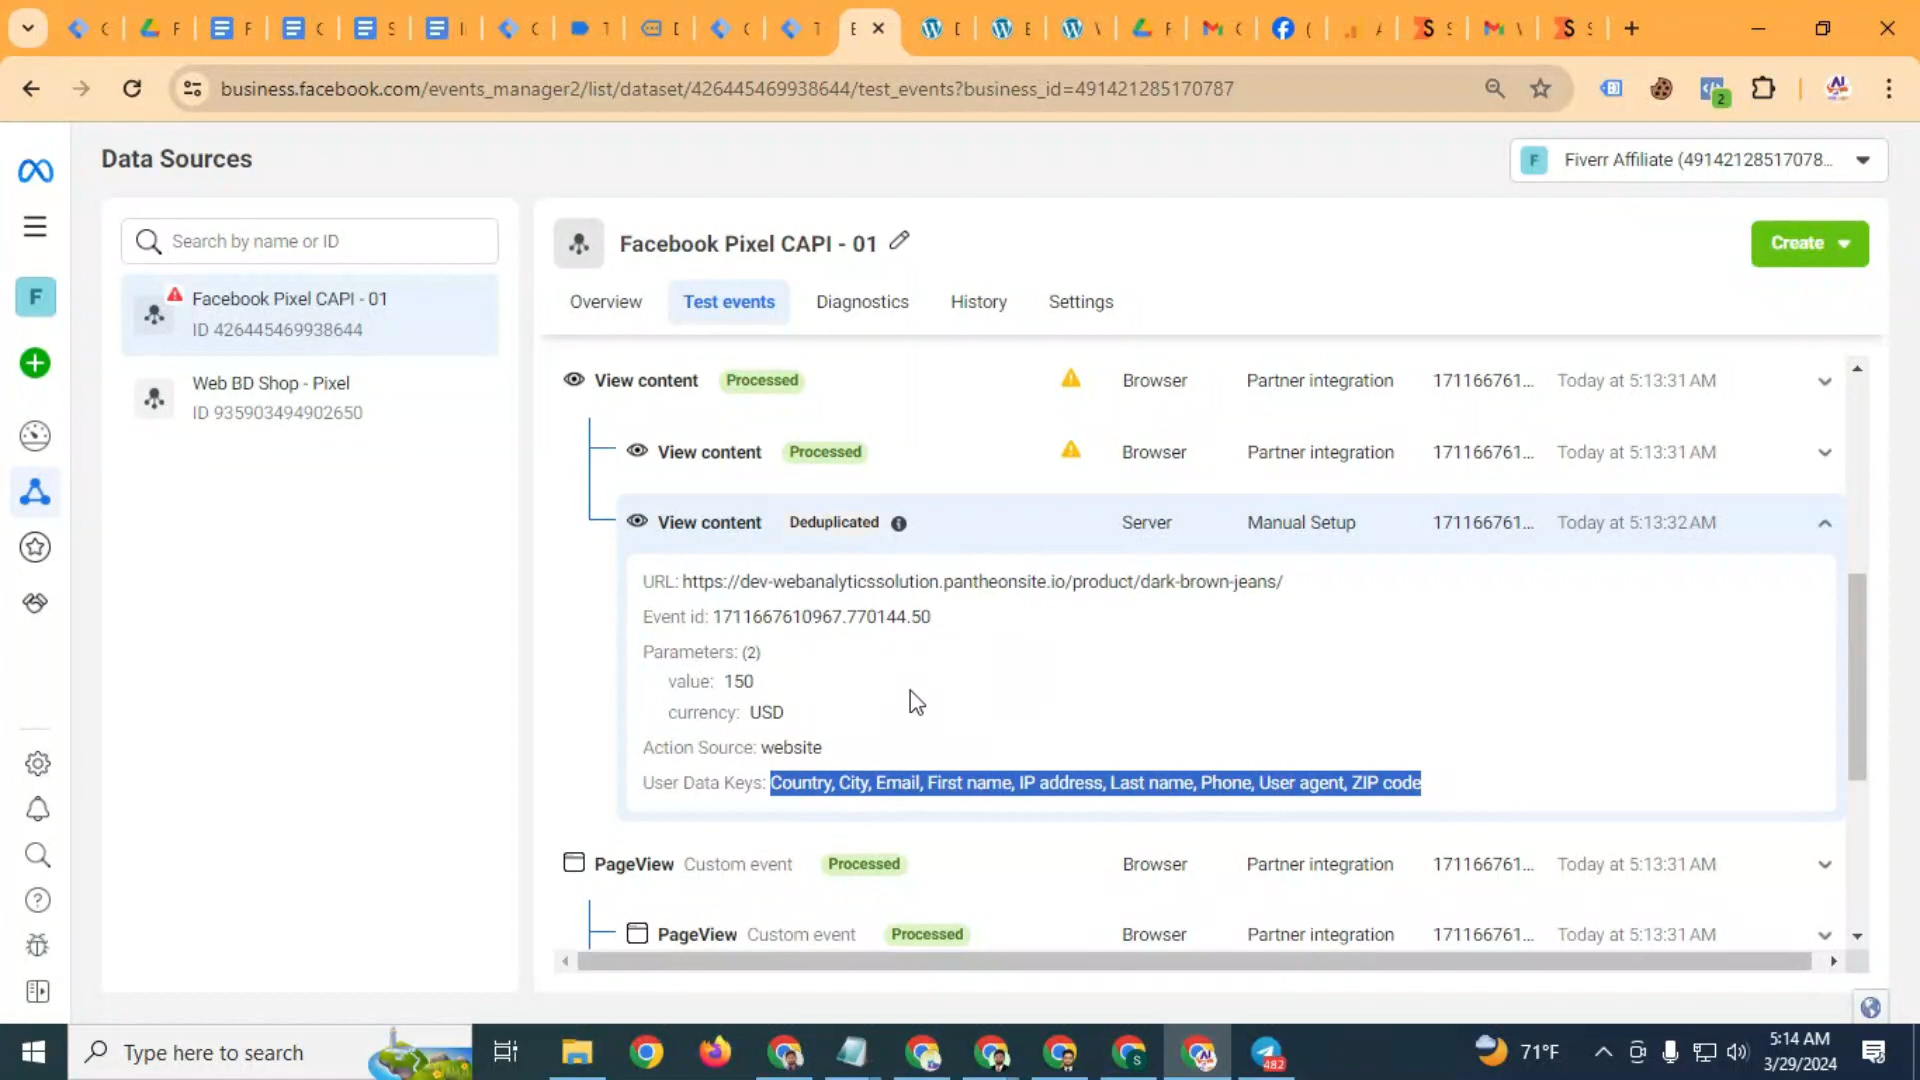 business.facebook.com/events_manager2/list/dataset/426445469938644/test_events?business_id=491421285170787
2
Data Sources
F
Fiverr Affiliate (49142128517078...
Search by name or ID
Facebook Pixel CAPI - 01
ID 426445469938644
Web BD Shop - Pixel
ID 935903494902650
F
Facebook Pixel CAPI - 01
Create
Overview
Test events
Diagnostics
History
Settings
View content Processed Browser Partner integration 171166761... Today at 5:13:31 AM
View content Processed Browser Partner integration 171166761... Today at 5:13:31 AM
View content Deduplicated Server Manual Setup 171166761... Today at 5:13:32 AM
URL: https://dev-webanalyticssolution.pantheonsite.io/product/dark-brown-jeans/
Event id: 1711667610967.770144.50
Parameters: (2)
value: 150
currency: USD
Action Source: website
User Data Keys: Country, City, Email, First name, IP address, Last name, Phone, User agent, ZIP code
PageView Custom event Processed Browser Partner integration 171166761... Today at 5:13:31 AM
PageView Custom event Processed Browser Partner integration 171166761... Today at 5:13:31 AM
Type here to search
482
71°F
5:14 AM
3/29/2024